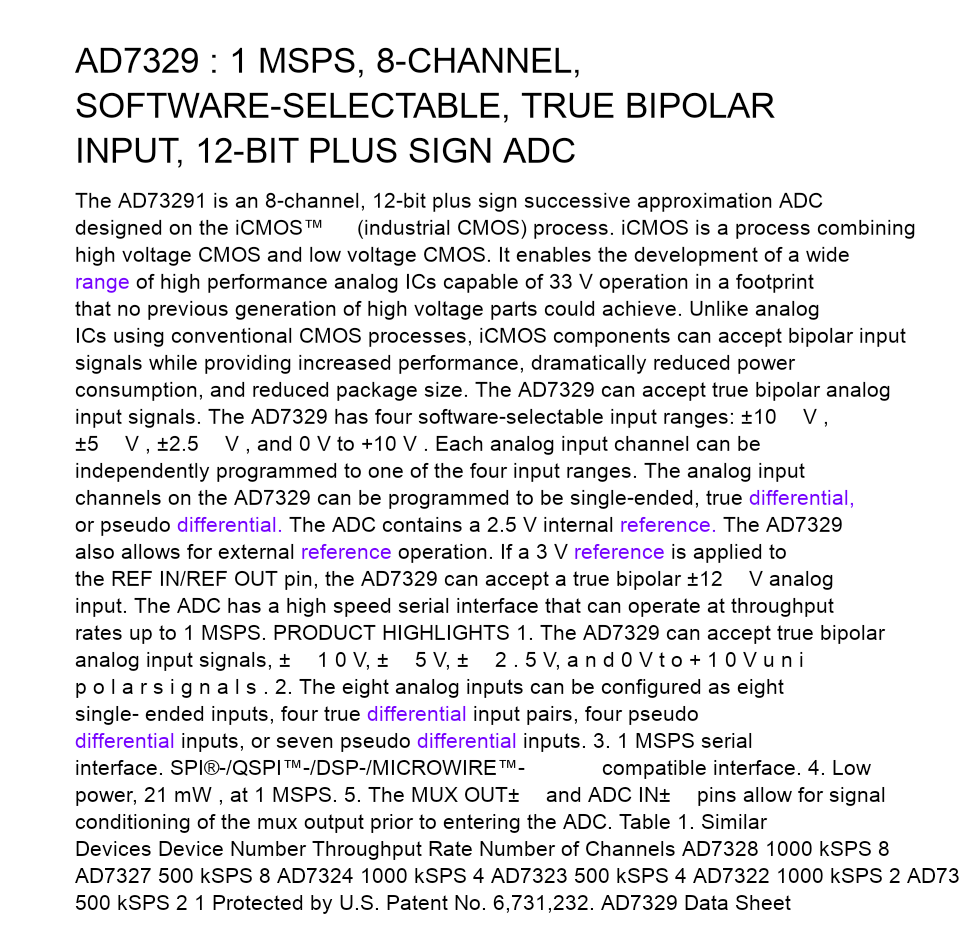 AD7329 : 1 MSPS, 8-CHANNEL,
SOFTWARE-SELECTABLE, TRUE BIPOLAR
INPUT, 12-BIT PLUS SIGN ADC
The AD73291 is an 8-channel, 12-bit plus sign successive approximation ADC
designed on the iCMOS™ (industrial CMOS) process. iCMOS is a process combining
high voltage CMOS and low voltage CMOS. It enables the development of a wide
range of high performance analog ICs capable of 33 V operation in a footprint
that no previous generation of high voltage parts could achieve. Unlike analog
ICs using conventional CMOS processes, iCMOS components can accept bipolar input
signals while providing increased performance, dramatically reduced power
consumption, and reduced package size. The AD7329 can accept true bipolar analog
input signals. The AD7329 has four software-selectable input ranges: ±10 V ,
±5 V , ±2.5 V , and 0 V to +10 V . Each analog input channel can be
independently programmed to one of the four input ranges. The analog input
channels on the AD7329 can be programmed to be single-ended, true differential,
or pseudo differential. The ADC contains a 2.5 V internal reference. The AD7329
also allows for external reference operation. If a 3 V reference is applied to
the REF IN/REF OUT pin, the AD7329 can accept a true bipolar ±12 V analog
input. The ADC has a high speed serial interface that can operate at throughput
rates up to 1 MSPS. PRODUCT HIGHLIGHTS 1. The AD7329 can accept true bipolar
analog input signals, ± 1 0 V, ± 5 V, ± 2 . 5 V, a n d 0 V t o + 1 0 V u n i
p o l a r s i g n a l s . 2. The eight analog inputs can be configured as eight
single- ended inputs, four true differential input pairs, four pseudo
differential inputs, or seven pseudo differential inputs. 3. 1 MSPS serial
interface. SPI®-/QSPI™-/DSP-/MICROWIRE™- compatible interface. 4. Low
power, 21 mW , at 1 MSPS. 5. The MUX OUT± and ADC IN± pins allow for signal
conditioning of the mux output prior to entering the ADC. Table 1. Similar
Devices Device Number Throughput Rate Number of Channels AD7328 1000 kSPS 8
AD7327 500 kSPS 8 AD7324 1000 kSPS 4 AD7323 500 kSPS 4 AD7322 1000 kSPS 2 AD73
500 kSPS 2 1 Protected by U.S. Patent No. 6,731,232. AD7329 Data Sheet